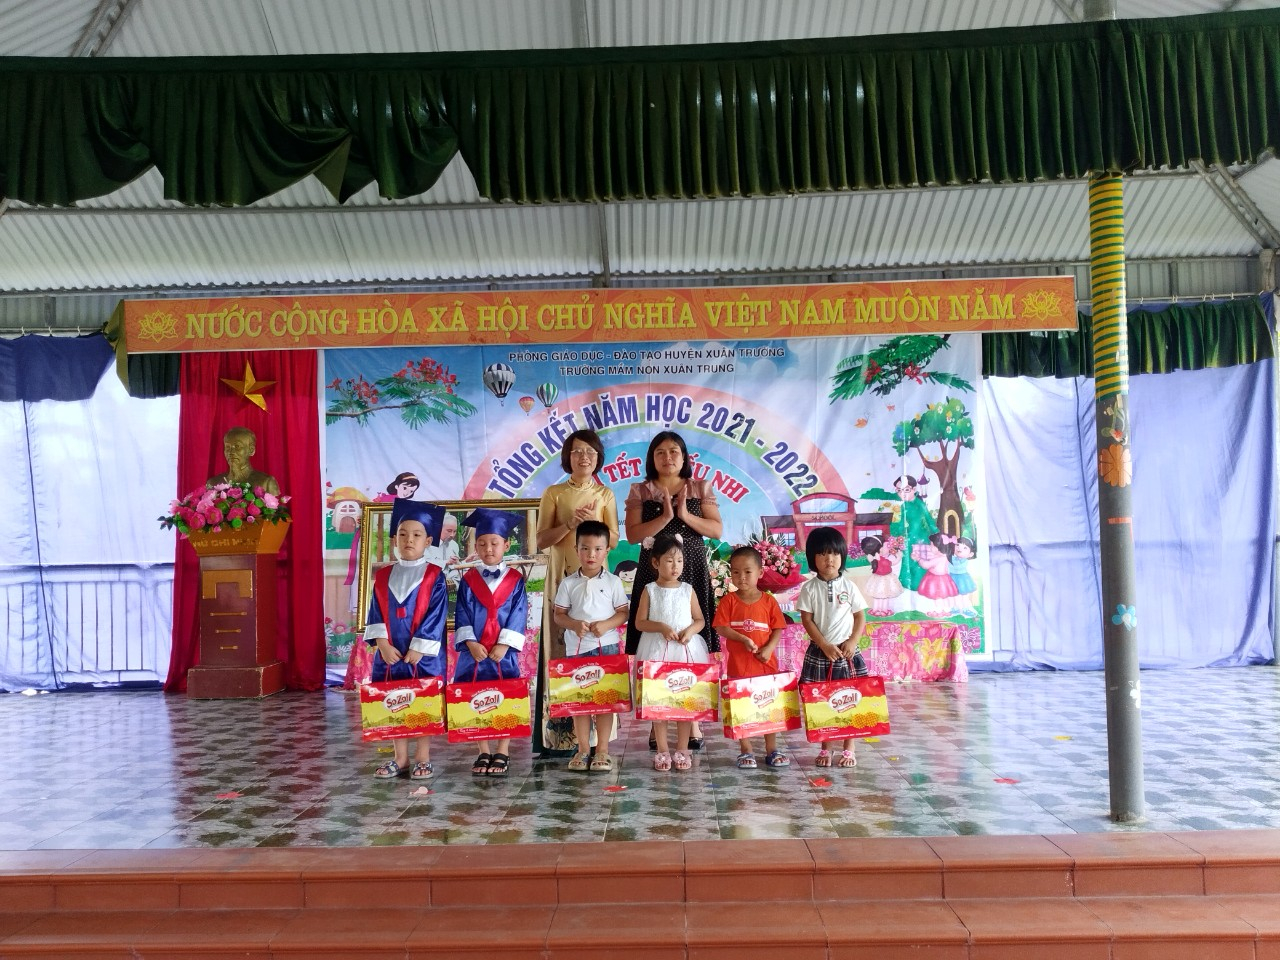 NƯỚC CỘNG HÒA XÃ HỘI CHỦ NGHĨA VIỆT NAM MUÔN NĂM
PHÒNG GIÁO DỤC - ĐÀO TẠO HUYỆN XUÂN TRƯỜNG
TRƯỜNG MẦM NON XUÂN TRUNG
TỔNG KẾT NĂM HỌC 2021 - 2022
TẾT NHI
SCHOOL
SoZoll
SoZoll
SoZoll
SoZoll
SoZoll
SoZoll